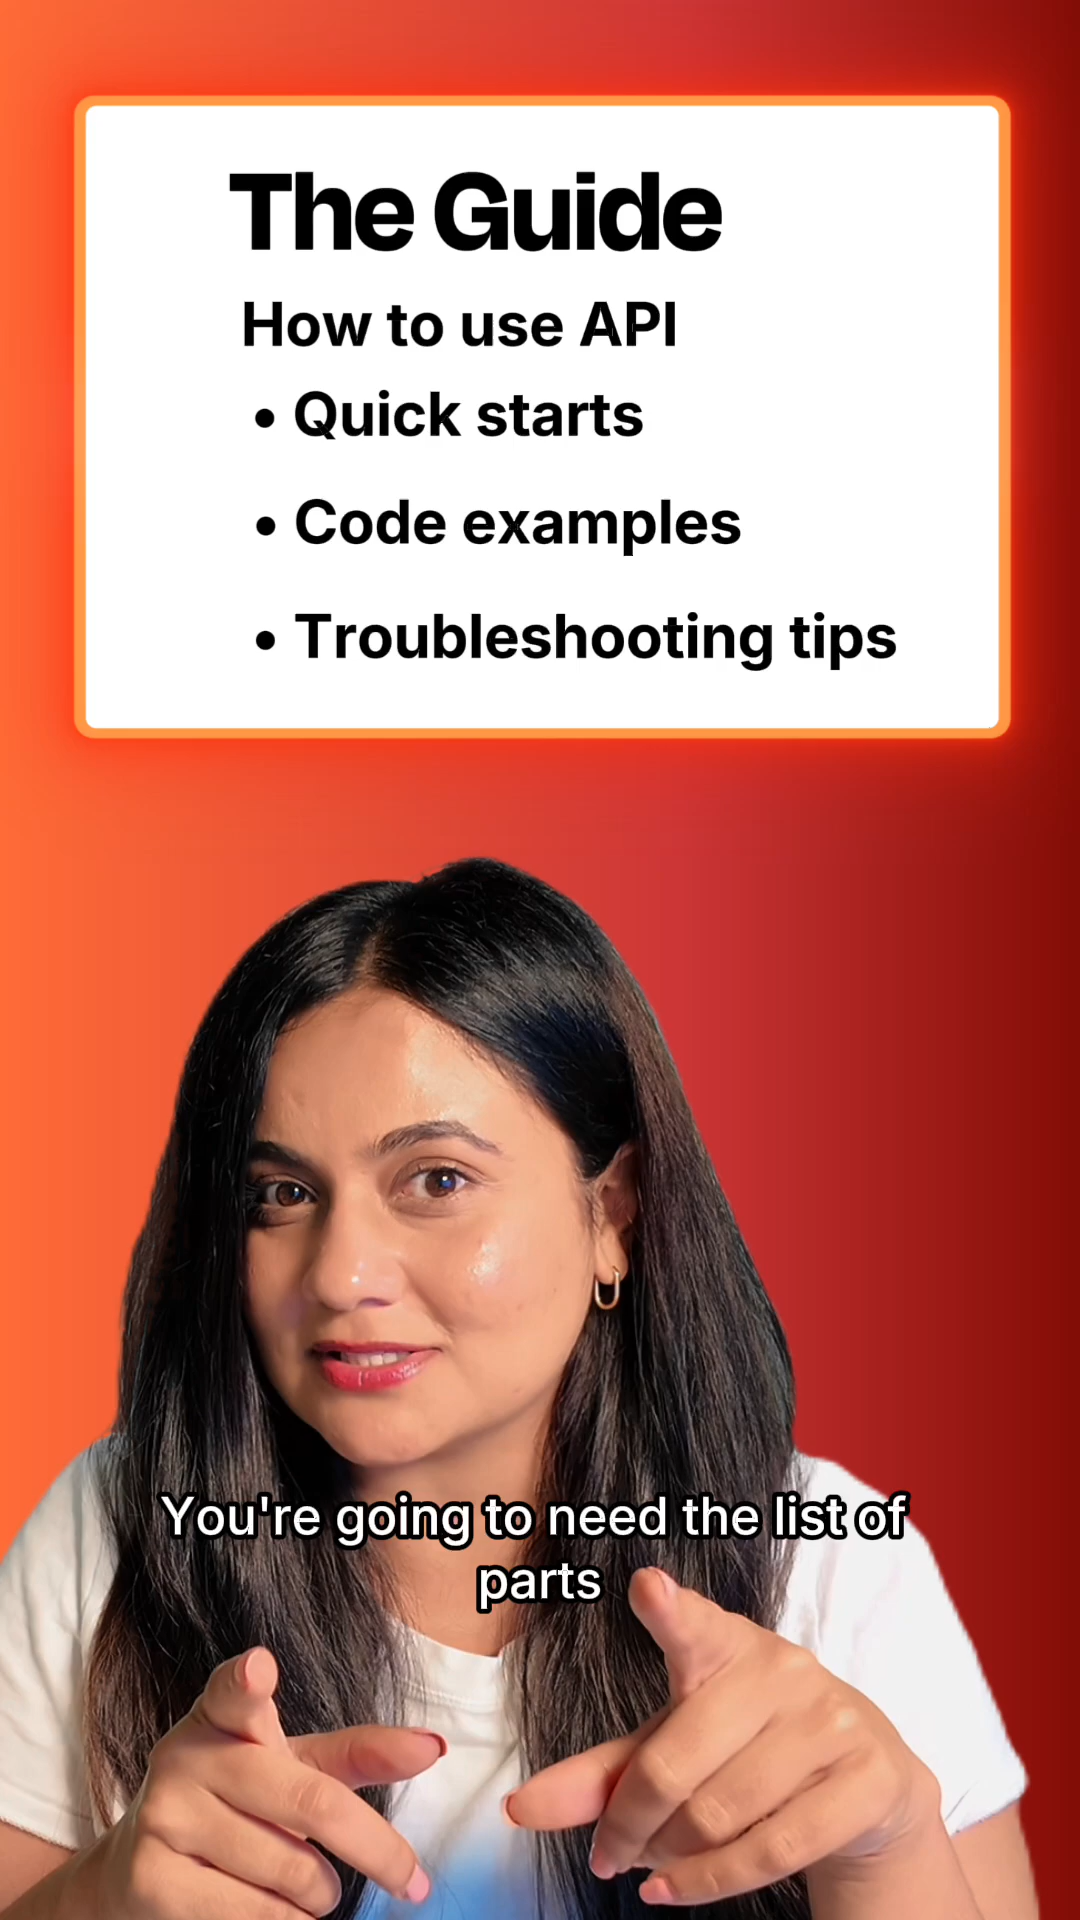 The Guide
How to use API
• Quick starts
• Code examples
• Troubleshooting tips
You're going to need the list of
parts